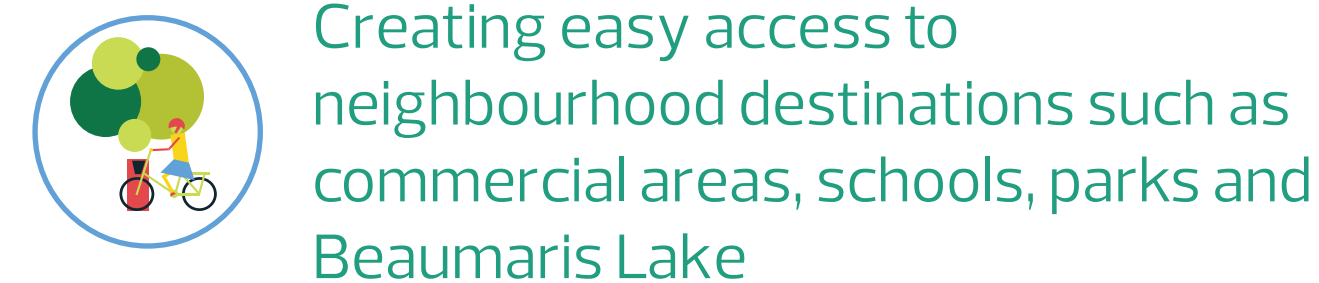 Creating easy access to
neighbourhood destinations such as
commercial areas, schools, parks and
Beaumaris Lake